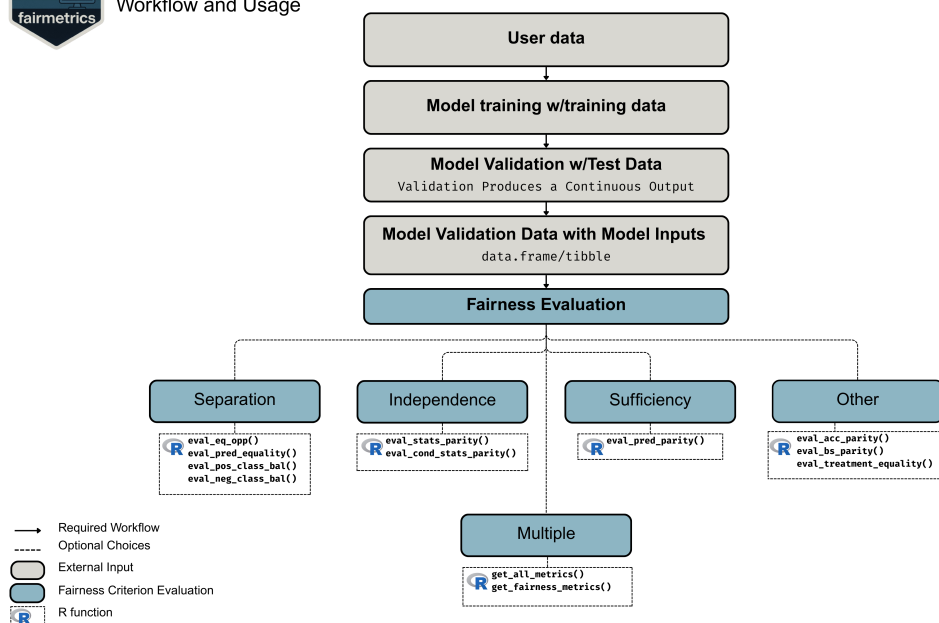 Workflow and Usage
fairmetrics
User data
Model training w/training data
Model Validation w/Test Data
Validation Produces a Continuous Output
Model Validation Data with Model Inputs
data.frame/tibble
Fairness Evaluation
Separation
eval_eq_opp()
eval_pred_equality()
eval_pos_class_bal()
eval_neg_class_bal()
Independence
eval_stats_parity()
eval_cond_stats_parity()
Sufficiency
eval_pred_parity()
Other
eval_acc_parity()
eval_bs_parity()
eval_treatment_equality()
Multiple
get_all_metrics()
get_fairness_metrics()
Required Workflow
Optional Choices
External Input
Fairness Criterion Evaluation
R function